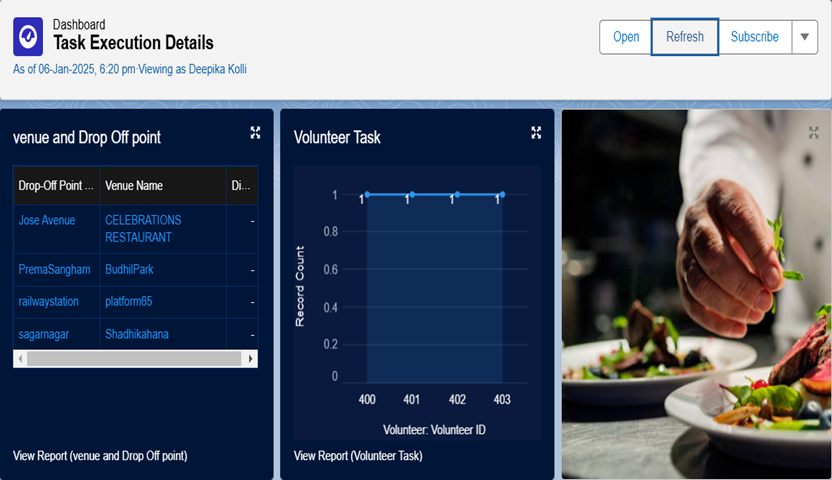 Dashboard
Task Execution Details
As of 06-Jan-2025, 6:20 pm·Viewing as Deepika Kolli
Open
Refresh
Subscribe
venue and Drop Off point
Drop-Off Point ...
Venue Name
Di...
Jose Avenue
CELEBRATIONS
RESTAURANT
-
PremaSangham
BudhilPark
-
railwaystation
platform65
-
sagarnagar
Shadhikahana
-
View Report (venue and Drop Off point)
Volunteer Task
Record Count
1
0.8
0.6
0.4
0.2
0
1
1
1
1
400
401
402
403
Volunteer: Volunteer ID
View Report (Volunteer Task)